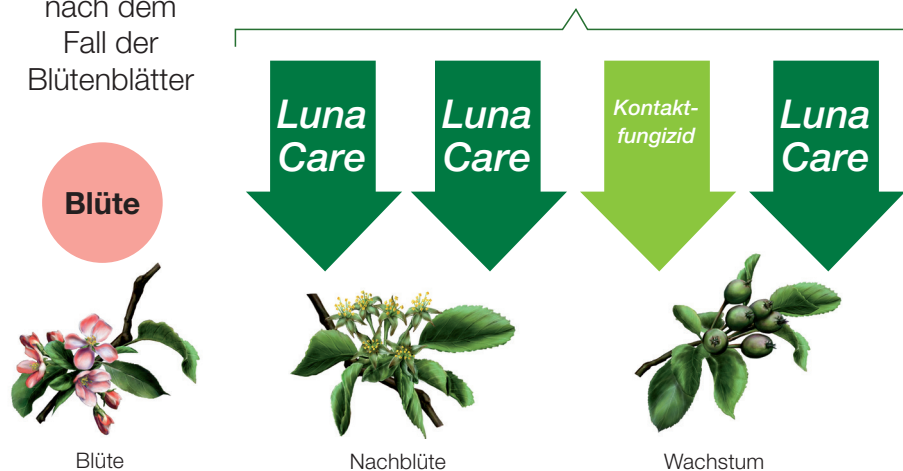 nach dem
Fall der
Blütenblätter
Luna
Care
Luna
Care
Kontakt-
fungizid
Luna
Care
Blüte
Blüte
Nachblüte
Wachstum